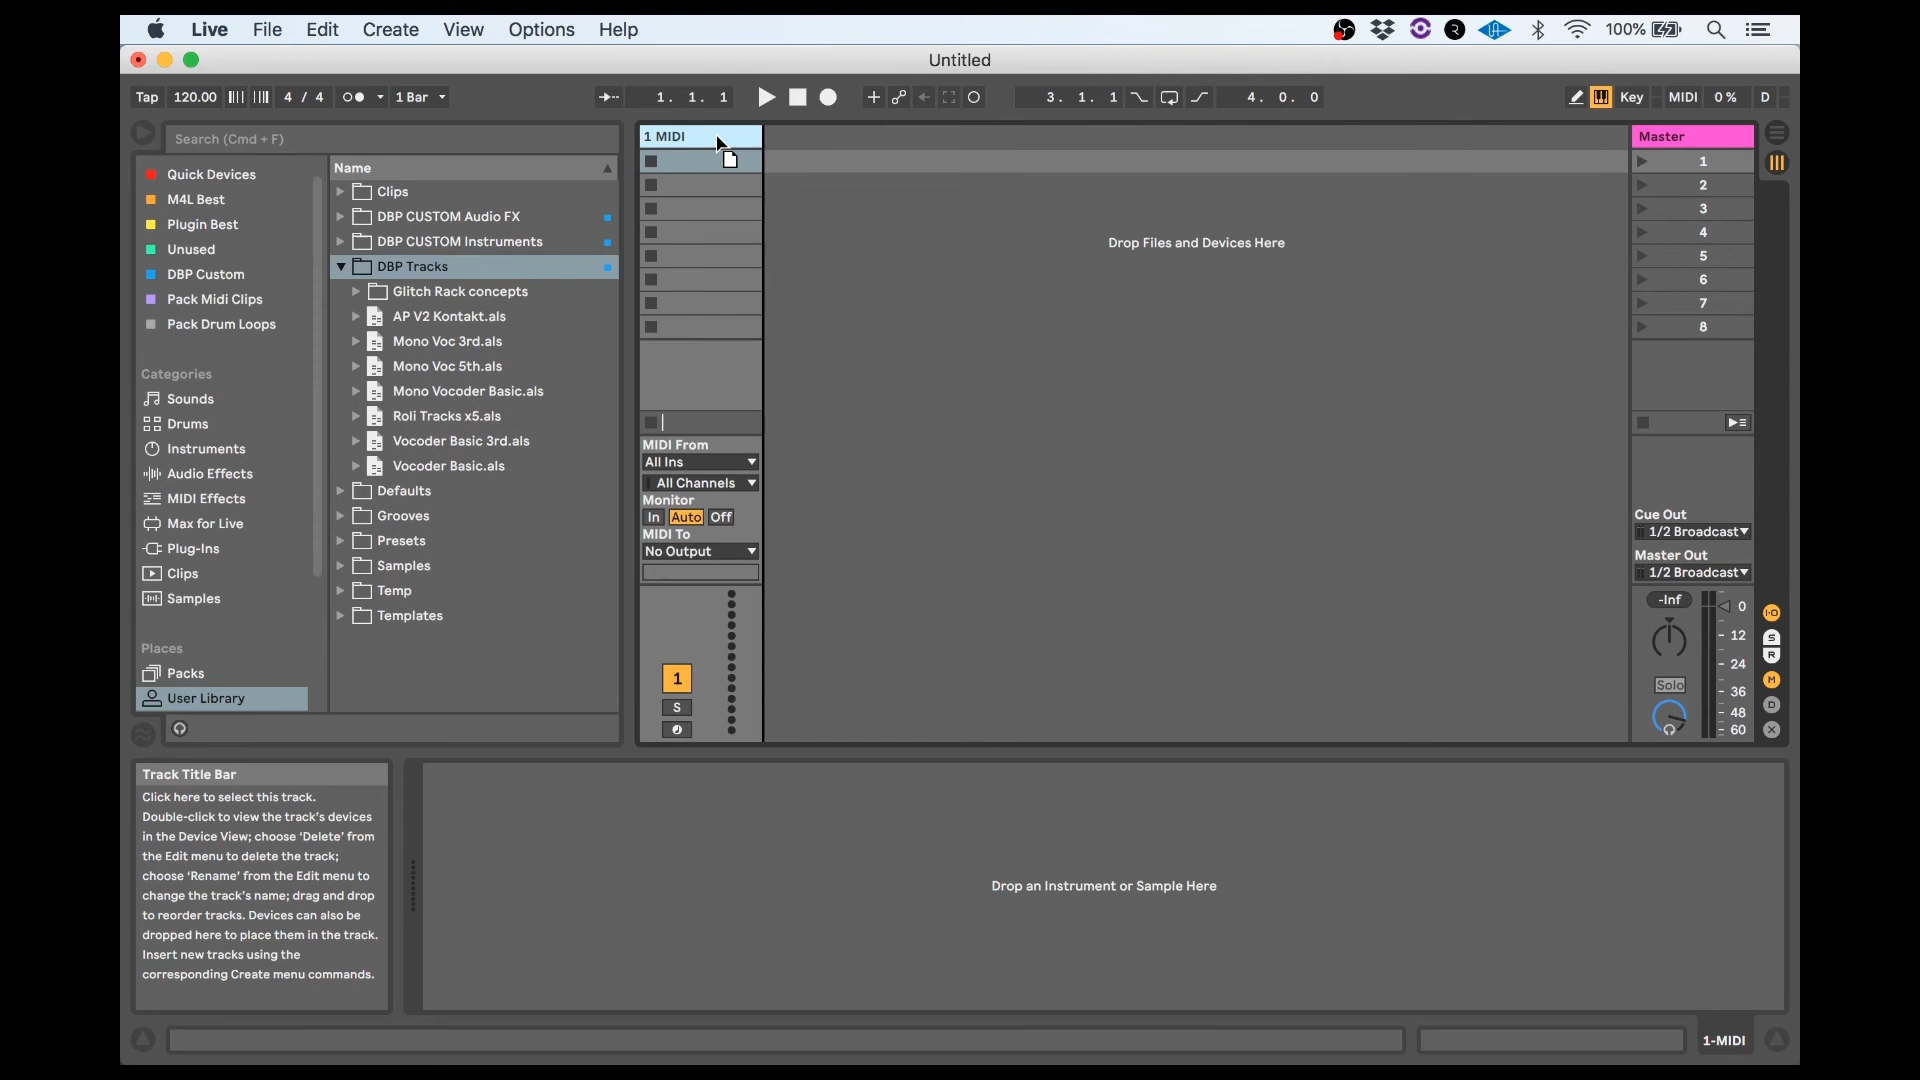 Live File Edit Create View Options Help
100%
Untitled
Tap 120.00 4 / 4 1 Bar 1. 1. 1 3. 1. 1 4. 0. 0 Key MIDI 0% D
Search (Cmd + F)
Quick Devices
M4L Best
Plugin Best
Unused
DBP Custom
Pack Midi Clips
Pack Drum Loops
Categories
Sounds
Drums
Instruments
Audio Effects
MIDI Effects
Max for Live
Plug-Ins
Clips
Samples
Places
Packs
User Library
Name
Clips
DBP CUSTOM Audio FX
DBP CUSTOM Instruments
DBP Tracks
Glitch Rack concepts
AP V2 Kontakt.als
Mono Voc 3rd.als
Mono Voc 5th.als
Mono Vocoder Basic.als
Roli Tracks x5.als
Vocoder Basic 3rd.als
Vocoder Basic.als
Defaults
Grooves
Presets
Samples
Temp
Templates
1 MIDI
MIDI From
All Ins
All Channels
Monitor
In Auto Off
MIDI To
No Output
1
S
Drop Files and Devices Here
Master
1
2
3
4
5
6
7
8
Cue Out
1/2 Broadcast
Master Out
1/2 Broadcast
-Inf
0
12
24
36
48
60
Solo
I-O
S
R
M
D
X
Track Title Bar
Click here to select this track.
Double-click to view the track's devices
in the Device View; choose 'Delete' from
the Edit menu to delete the track;
choose 'Rename' from the Edit menu to
change the track's name; drag and drop
to reorder tracks. Devices can also be
dropped here to place them in the track.
Insert new tracks using the
corresponding Create menu commands.
Drop an Instrument or Sample Here
1-MIDI